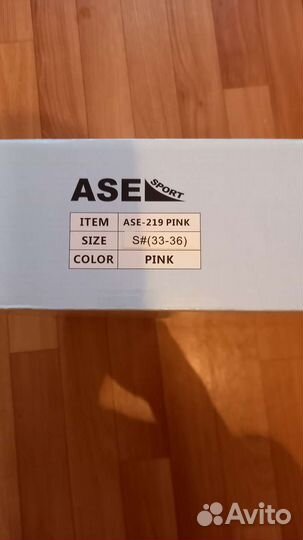 ASE SPORT
ITEM ASE-219 PINK
SIZE S#(33-36)
COLOR PINK
Avito